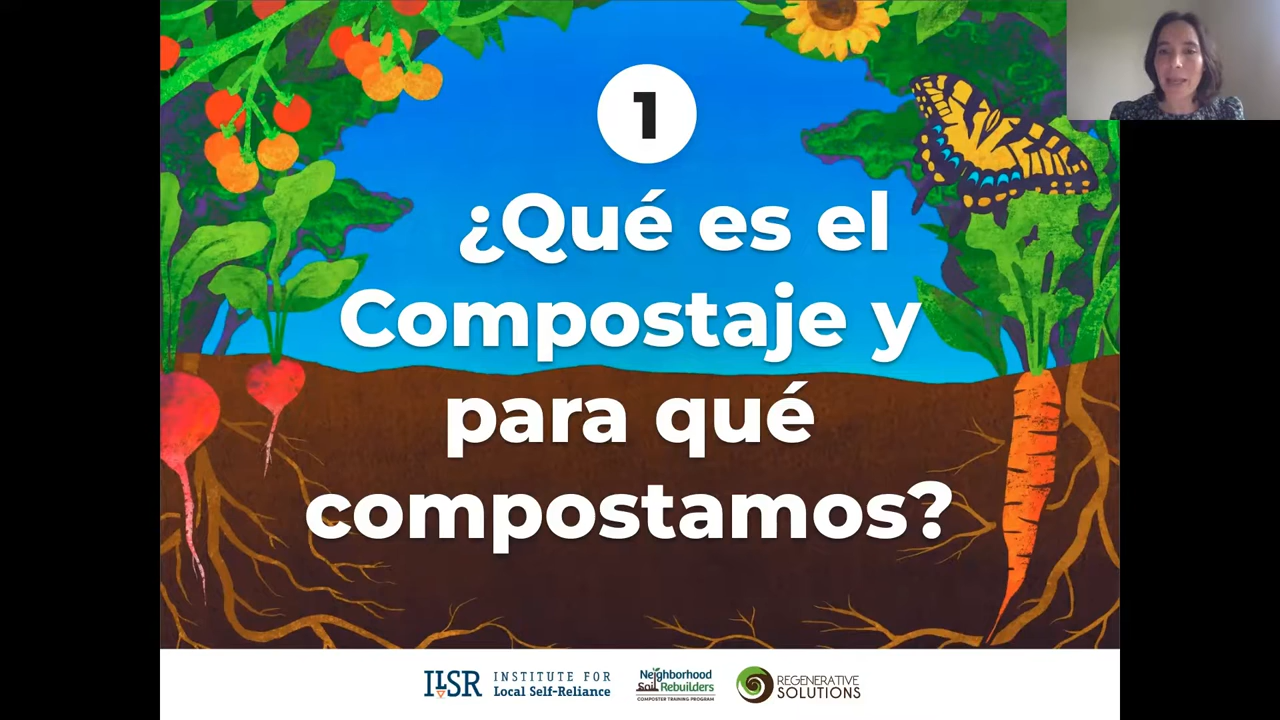 1
¿Qué es el
Compostaje y
para qué
compostamos?
ILSR INSTITUTE FOR
Local Self-Reliance
Neighborhood
Soil Rebuilders
COMPOSTER TRAINING PROGRAM
REGENERATIVE
SOLUTIONS